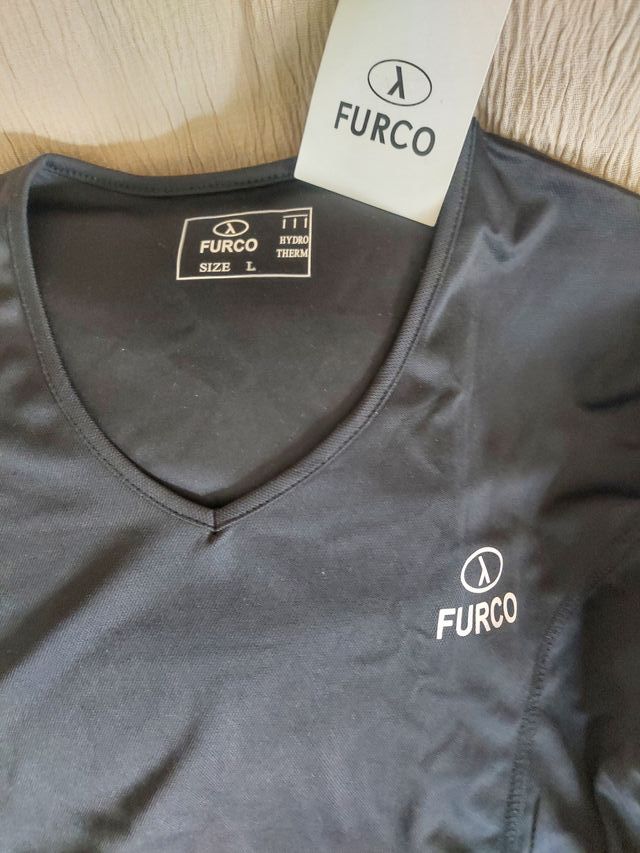 λ
FURCO
λ
FURCO
SIZE L
HYDRO
THERM
λ
FURCO